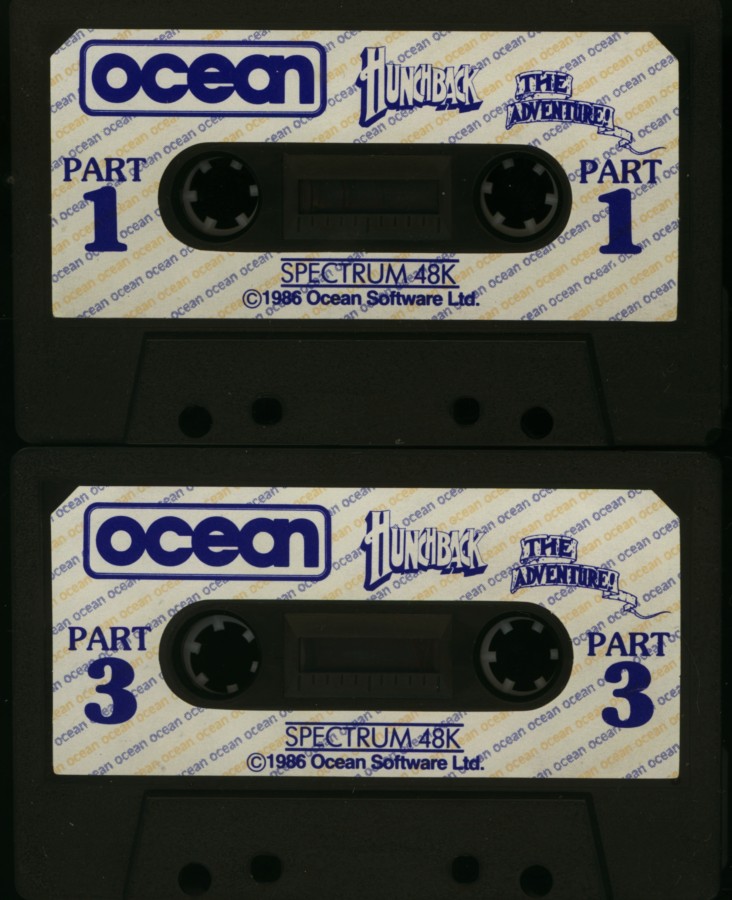 ocean
HUNCHBACK
THE
ADVENTURE!
PART
1
PART
1
SPECTRUM 48K
©1986 Ocean Software Ltd.
ocean
HUNCHBACK
THE
ADVENTURE!
PART
3
PART
3
SPECTRUM 48K
©1986 Ocean Software Ltd.